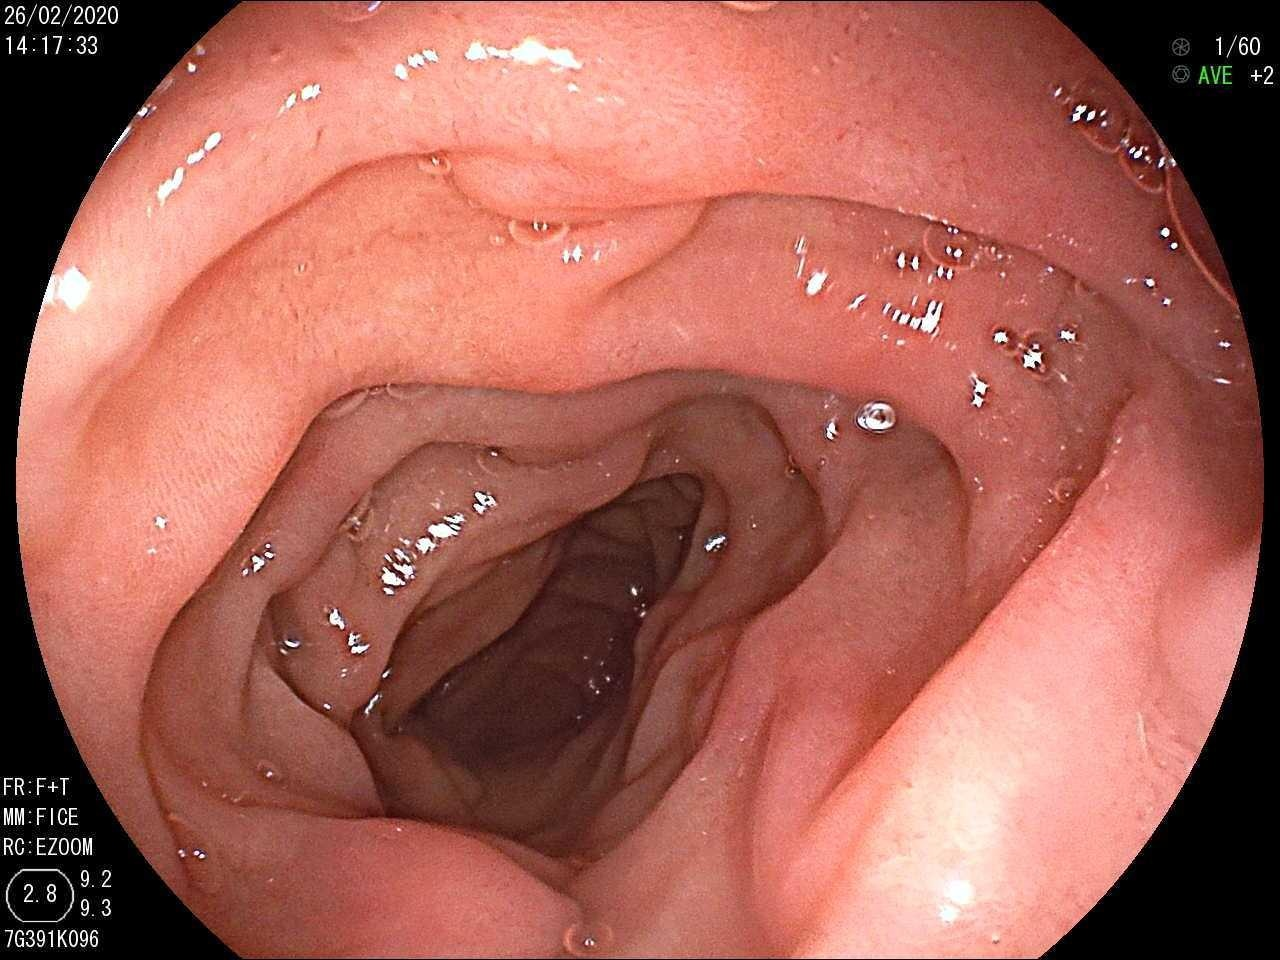 26/02/2020
14:17:33
1/60
AVE +2
FR:F+T
MM:FICE
RC:EZOOM
2.8 9.2
9.3
7G391K096